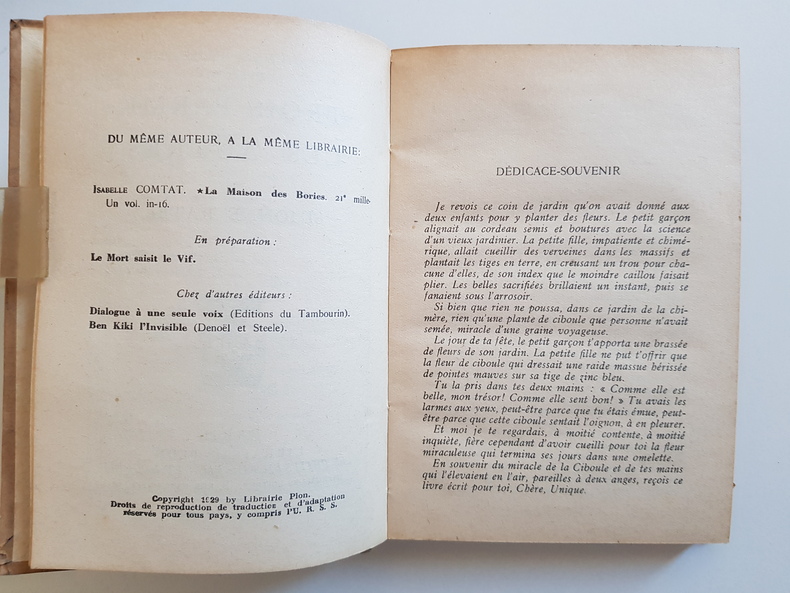 DU MÊME AUTEUR, A LA MÊME LIBRAIRIE:
ISABELLE COMTAT. ★ La Maison des Bories. 21e mille.
Un vol. in-16.
En préparation :
Le Mort saisit le Vif.
Chez d'autres éditeurs :
Dialogue à une seule voix (Editions du Tambourin).
Ben Kiki l'Invisible (Denoël et Steele).
Copyright 1929 by Librairie Plon.
Droits de reproduction de traduction et d'adaptation
réservés pour tous pays, y compris l'U. R. S. S.
DÉDICACE-SOUVENIR
Je revois ce coin de jardin qu'on avait donné aux
deux enfants pour y planter des fleurs. Le petit garçon
alignait au cordeau semis et boutures avec la science
d'un vieux jardinier. La petite fille, impatiente et chimé-
rique, allait cueillir des verveines dans les massifs et
plantait les tiges en terre, en creusant un trou pour cha-
cune d'elles, de son index que le moindre caillou faisait
plier. Les belles sacrifiées brillaient un instant, puis se
fanaient sous l'arrosoir.
Si bien que rien ne poussa, dans ce jardin de la chi-
mère, rien qu'une plante de ciboule que personne n'avait
semée, miracle d'une graine voyageuse.
Le jour de ta fête, le petit garçon t'apporta une brassée
de fleurs de son jardin. La petite fille ne put t'offrir que
la fleur de ciboule qui dressait une raide massue hérissée
de pointes mauves sur sa tige de zinc bleu.
Tu la pris dans tes deux mains : « Comme elle est
belle, mon trésor! Comme elle sent bon! » Tu avais les
larmes aux yeux, peut-être parce que tu étais émue, peut-
être parce que cette ciboule sentait l'oignon, à en pleurer.
Et moi je te regardais, à moitié contente, à moitié
inquiète, fière cependant d'avoir cueilli pour toi la fleur
miraculeuse qui termina ses jours dans une omelette.
En souvenir du miracle de la Ciboule et de tes mains
qui l'élevaient en l'air, pareilles à deux anges, reçois ce
livre écrit pour toi, Chère, Unique.